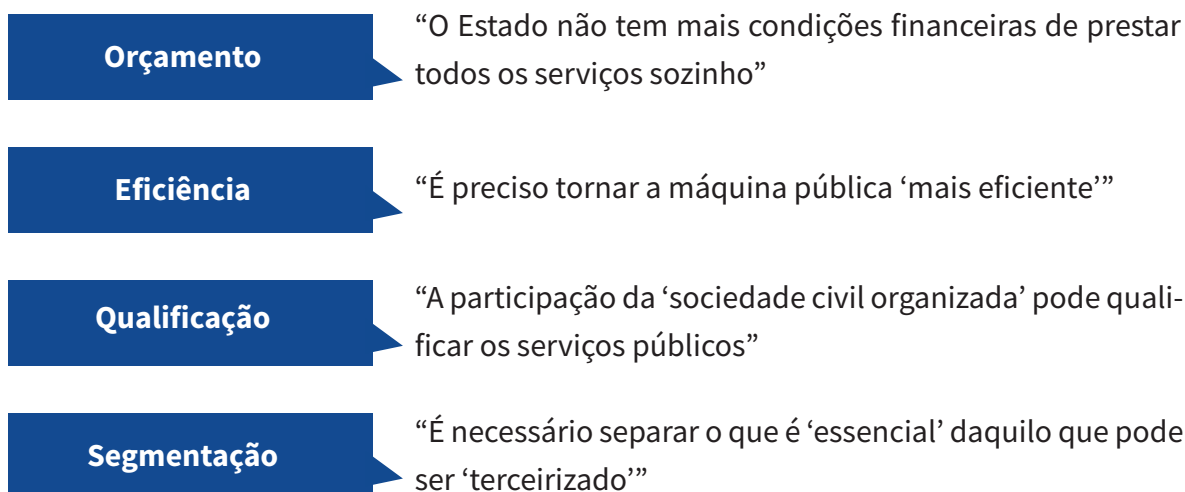 Orçamento
“O Estado não tem mais condições financeiras de prestar
todos os serviços sozinho”
Eficiência
“É preciso tornar a máquina pública ‘mais eficiente’”
Qualificação
“A participação da ‘sociedade civil organizada’ pode quali-
ficar os serviços públicos”
Segmentação
“É necessário separar o que é ‘essencial’ daquilo que pode
ser ‘terceirizado’”